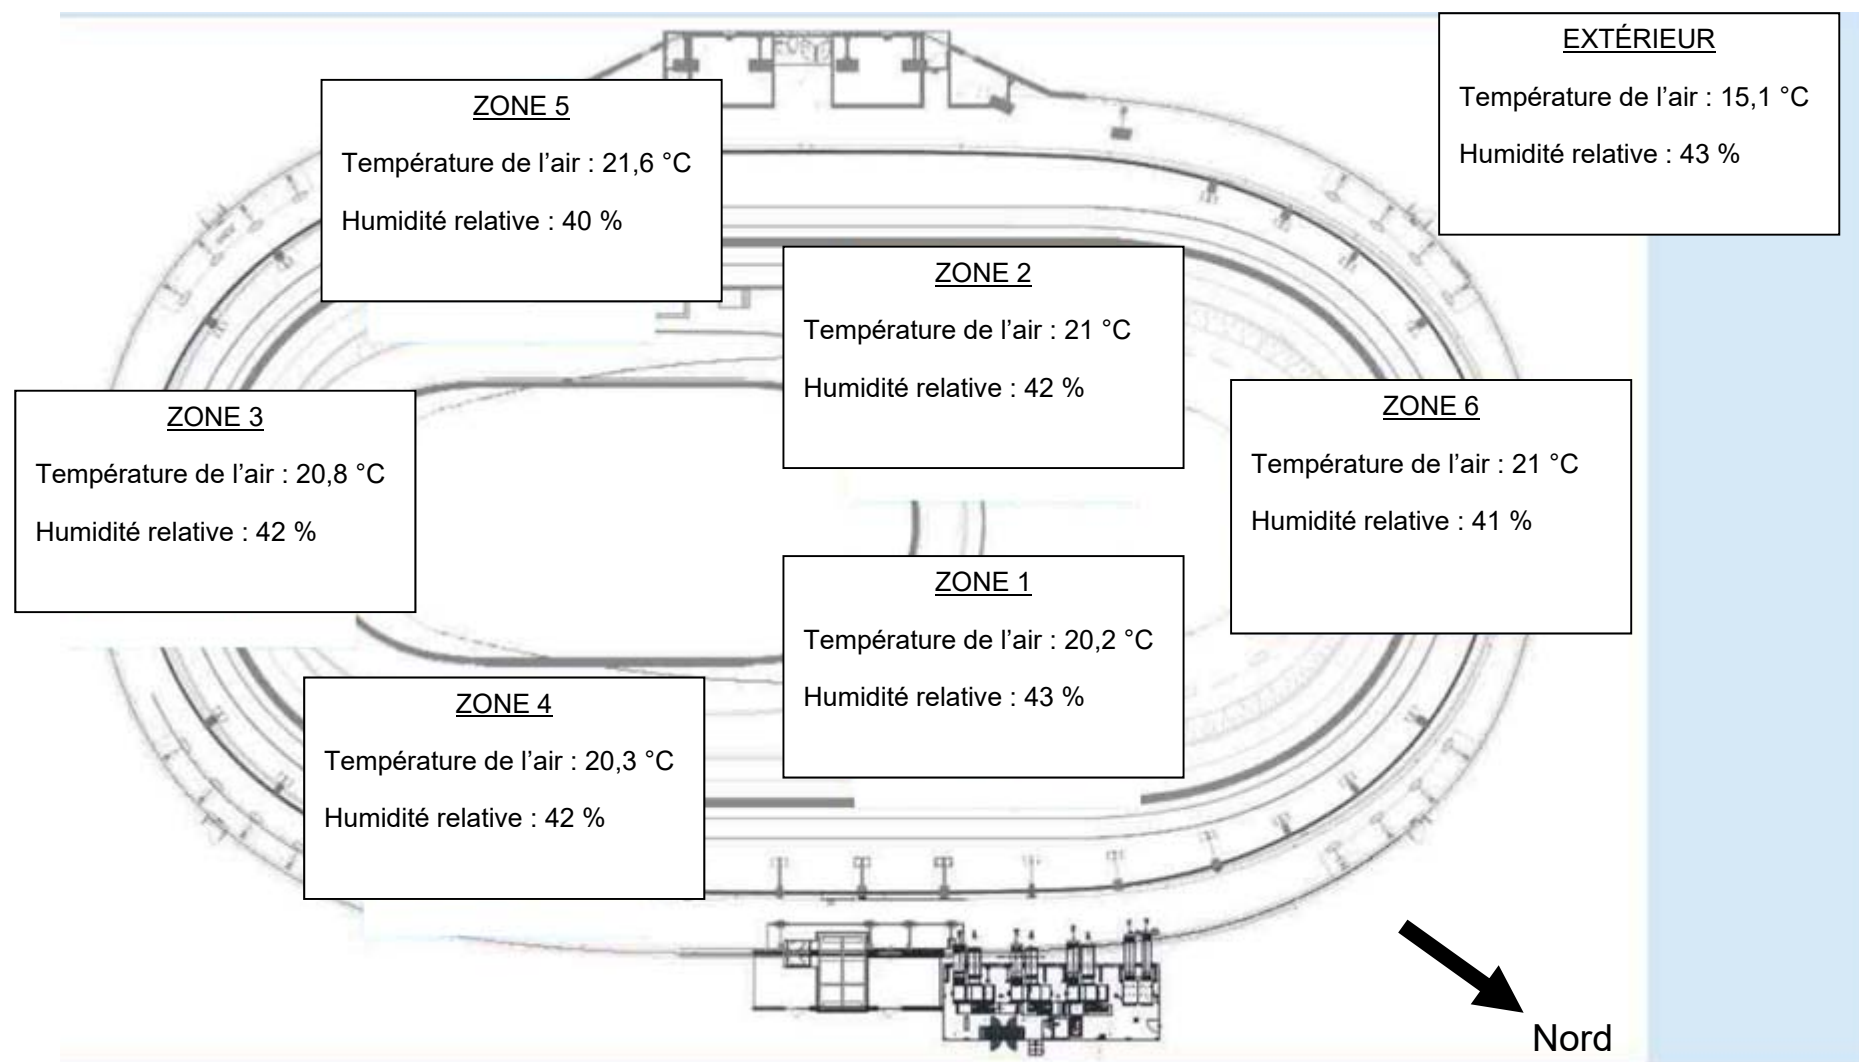 EXTÉRIEUR
Température de l’air : 15,1 °C
Humidité relative : 43 %
ZONE 5
Température de l’air : 21,6 °C
Humidité relative : 40 %
ZONE 2
Température de l’air : 21 °C
Humidité relative : 42 %
ZONE 6
Température de l’air : 21 °C
Humidité relative : 41 %
ZONE 3
Température de l’air : 20,8 °C
Humidité relative : 42 %
ZONE 1
Température de l’air : 20,2 °C
Humidité relative : 43 %
ZONE 4
Température de l’air : 20,3 °C
Humidité relative : 42 %
Nord